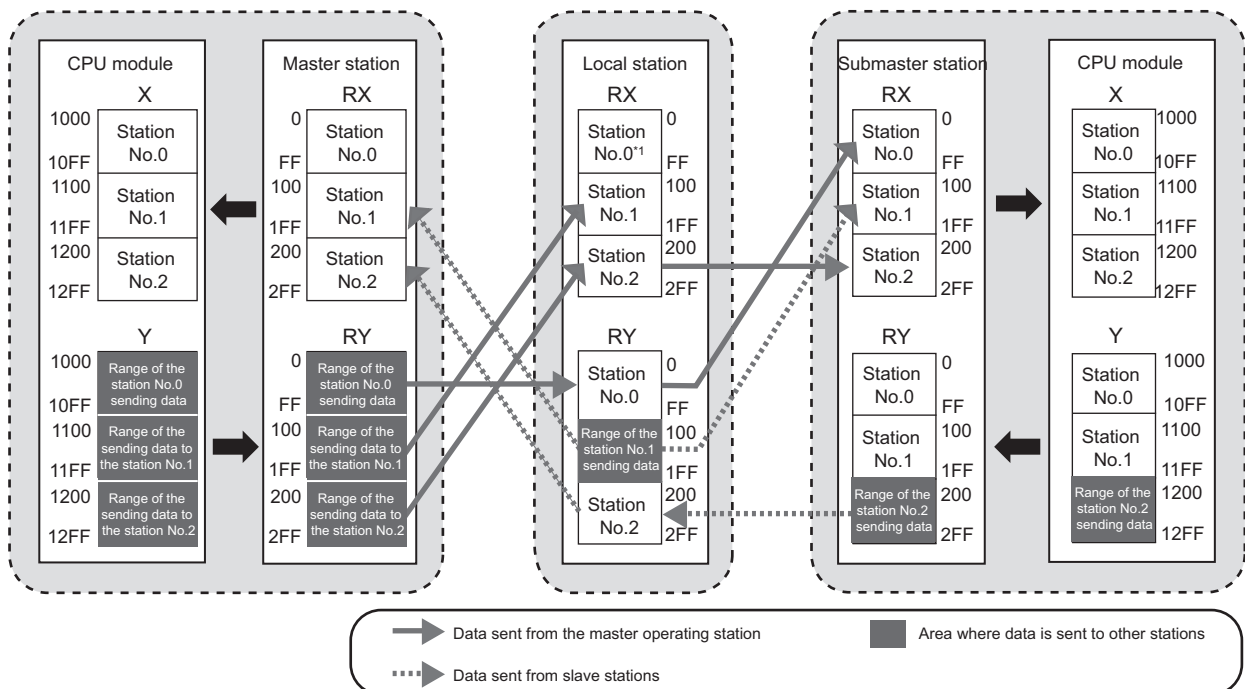 CPU module
X
1000
Station
No.0
10FF
1100
Station
No.1
11FF
1200
Station
No.2
12FF
Y
1000
Range of the
station No.0
sending data
10FF
1100
Range of the
sending data to
the station No.1
11FF
1200
Range of the
sending data to
the station No.2
12FF
Master station
RX
0
Station
No.0
FF
100
Station
No.1
1FF
200
Station
No.2
2FF
RY
0
Range of the
station No.0
sending data
FF
100
Range of the
sending data to
the station No.1
1FF
200
Range of the
sending data to
the station No.2
2FF
Local station
RX
0
Station
No.0*1
FF
100
Station
No.1
1FF
200
Station
No.2
2FF
RY
0
Station
No.0
FF
100
Range of the
station No.1
sending data
1FF
200
Station
No.2
2FF
Submaster station
RX
0
Station
No.0
FF
100
Station
No.1
1FF
200
Station
No.2
2FF
RY
0
Station
No.0
FF
100
Station
No.1
1FF
200
Range of the
station No.2
sending data
2FF
CPU module
X
1000
Station
No.0
10FF
1100
Station
No.1
11FF
1200
Station
No.2
12FF
Y
1000
Station
No.0
10FF
1100
Station
No.1
11FF
1200
Range of the
station No.2
sending data
12FF
Data sent from the master operating station
Area where data is sent to other stations
Data sent from slave stations